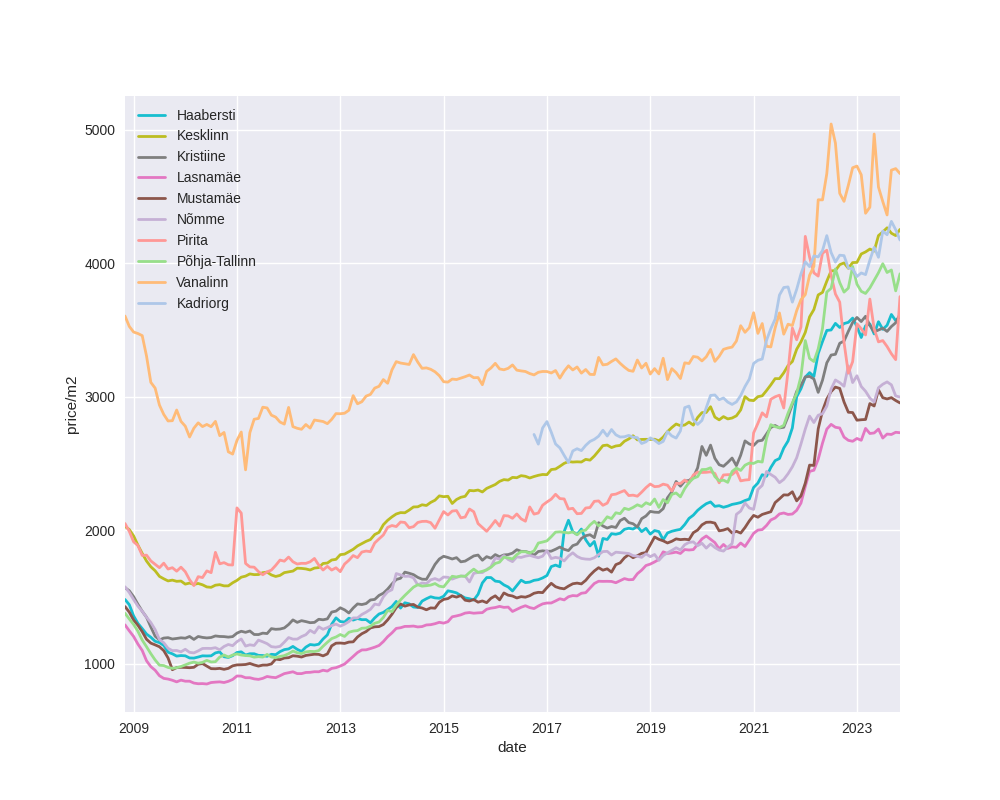 Haabersti
Kesklinn
Kristiine
Lasnamäe
Mustamäe
Nõmme
Pirita
Põhja-Tallinn
Vanalinn
Kadriorg
5000
4000
3000
2000
1000
price/m2
2009 2011 2013 2015 2017 2019 2021 2023
date